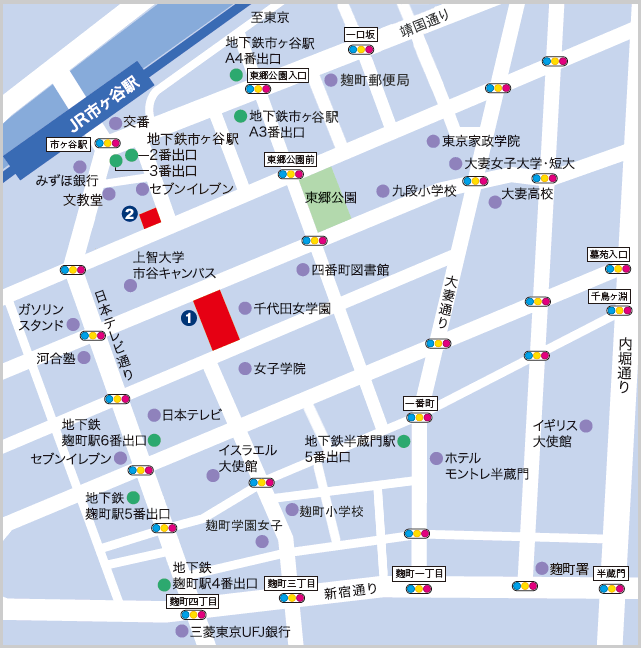 至東京
靖国通り
一口坂
地下鉄市ヶ谷駅
A4番出口
東郷公園入口
麹町郵便局
JR市ヶ谷駅
地下鉄市ヶ谷駅
A3番出口
交番
市ヶ谷駅
地下鉄市ヶ谷駅
2番出口
3番出口
東京家政学院
東郷公園前
大妻女子大学・短大
みずほ銀行
文教堂
セブンイレブン
東郷公園
九段小学校
大妻高校
2
上智大学
市谷キャンパス
四番町図書館
墓苑入口
千鳥ヶ淵
日本テレビ通り
大妻通り
内堀通り
ガソリン
スタンド
1
千代田女学園
河合塾
女子学院
一番町
日本テレビ
地下鉄
麹町駅6番出口
セブンイレブン
イスラエル
大使館
地下鉄半蔵門駅
5番出口
イギリス
大使館
ホテル
モントレ半蔵門
地下鉄
麹町駅5番出口
麹町小学校
麹町学園女子
地下鉄
麹町駅4番出口
麹町四丁目
麹町三丁目
新宿通り
麹町一丁目
麹町署
半蔵門
三菱東京UFJ銀行